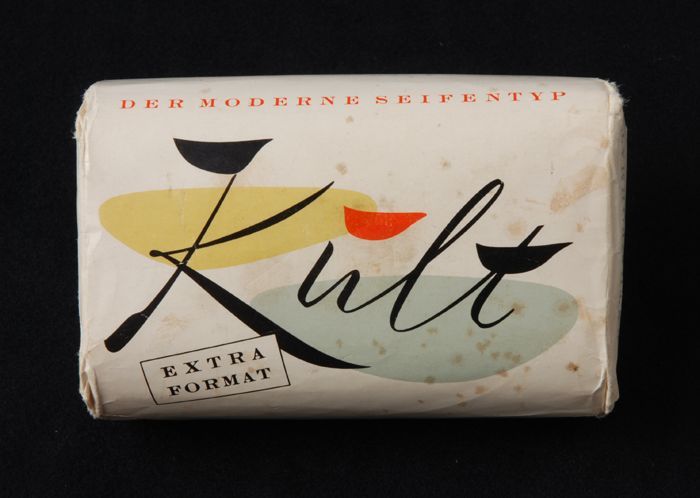 DER MODERNE SEIFENTYP
Kult
EXTRA
FORMAT